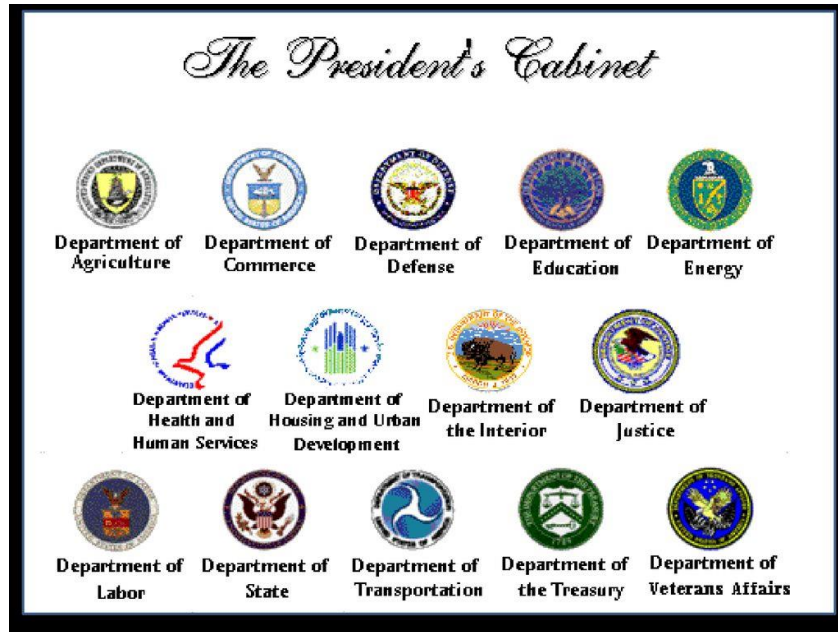 The President's Cabinet
Department of Agriculture
Department of Commerce
Department of Defense
Department of Education
Department of Energy
Department of
Health and
Human Services
Department of
Housing and Urban
Development
Department of
the Interior
Department of
Justice
Department of
Labor
Department of
State
Department of
Transportation
Department of
the Treasury
Department of
Veterans Affairs